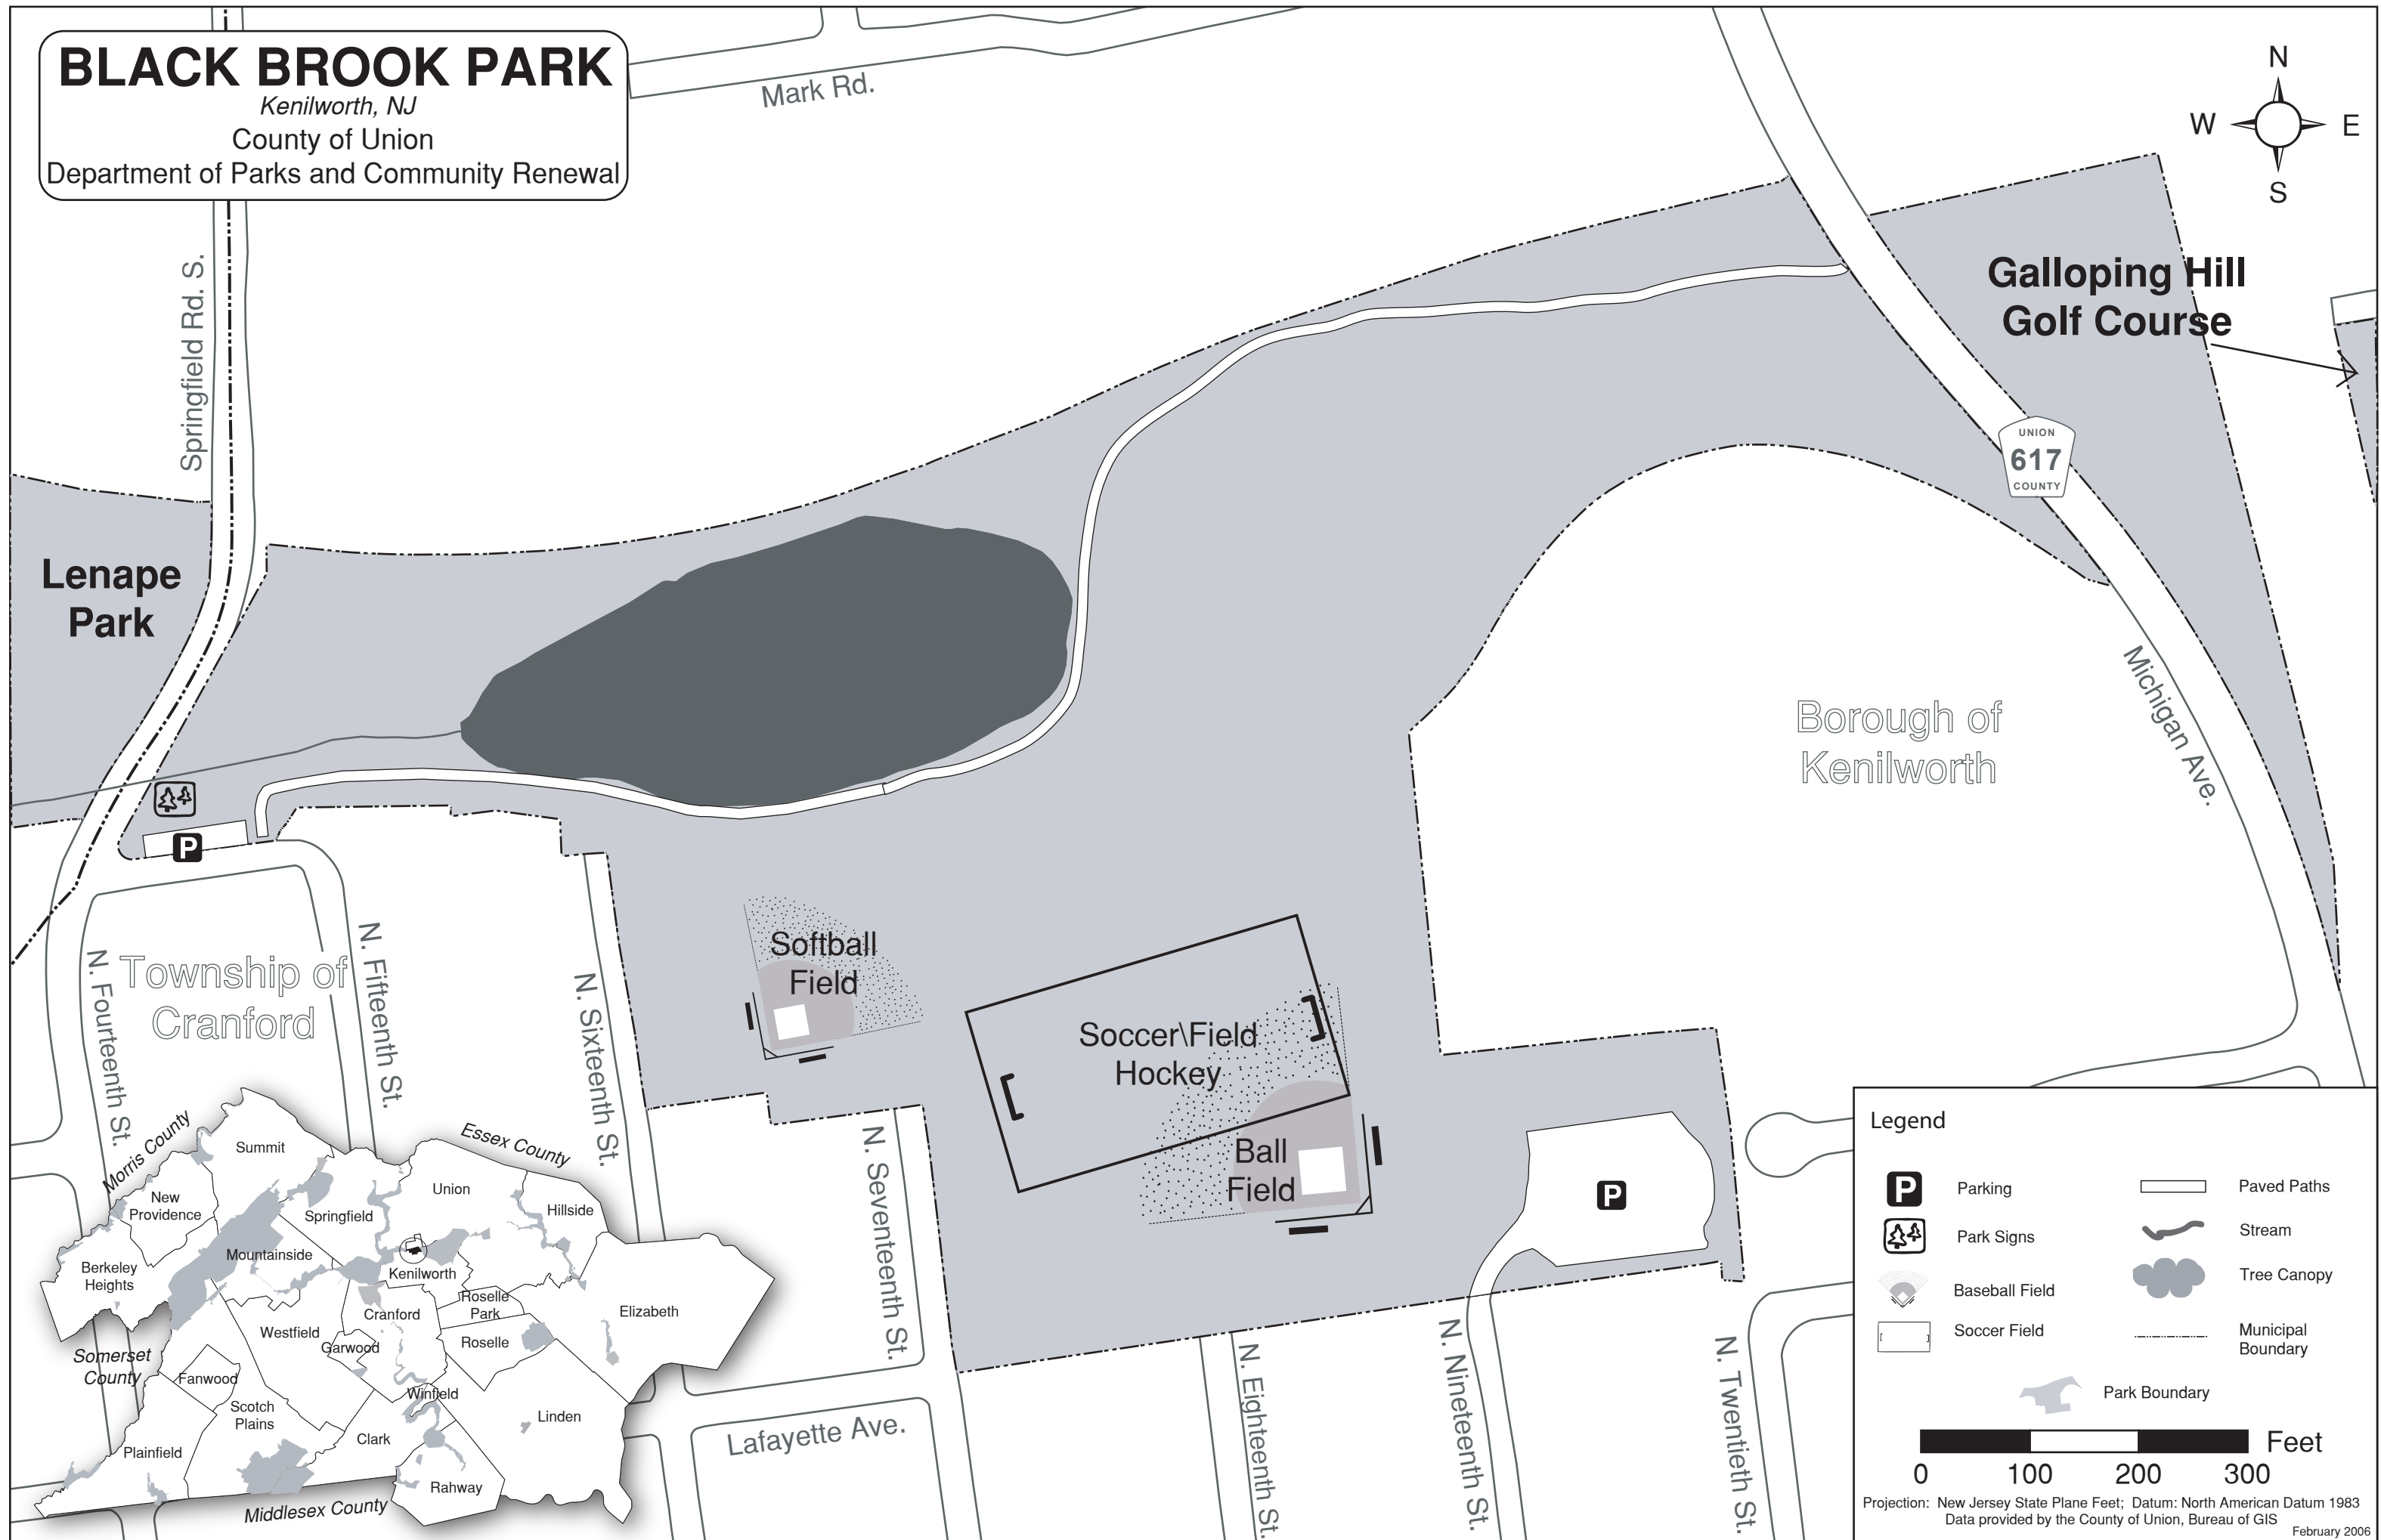 BLACK BROOK PARK
Kenilworth, NJ
County of Union
Department of Parks and Community Renewal
Mark Rd.
N
W
E
S
Springfield Rd. S.
Galloping Hill
Golf Course
UNION
617
COUNTY
Lenape
Park
Michigan Ave.
Borough of
Kenilworth
P
Township of
Cranford
N. Fourteenth St.
N. Fifteenth St.
N. Sixteenth St.
Softball
Field
Soccer\Field
Hockey
Ball
Field
P
N. Seventeenth St.
N. Eighteenth St.
N. Nineteenth St.
N. Twentieth St.
Lafayette Ave.
Morris County
Essex County
Summit
New
Providence
Union
Springfield
Hillside
Mountainside
Berkeley
Heights
Kenilworth
Roselle
Park
Cranford
Elizabeth
Westfield
Garwood
Roselle
Somerset
County
Fanwood
Winfield
Scotch
Plains
Linden
Clark
Plainfield
Rahway
Middlesex County
Legend
P
Parking
Paved Paths
Park Signs
Stream
Baseball Field
Tree Canopy
Soccer Field
Municipal
Boundary
Park Boundary
Feet
0 100 200 300
Projection: New Jersey State Plane Feet; Datum: North American Datum 1983
Data provided by the County of Union, Bureau of GIS
February 2006